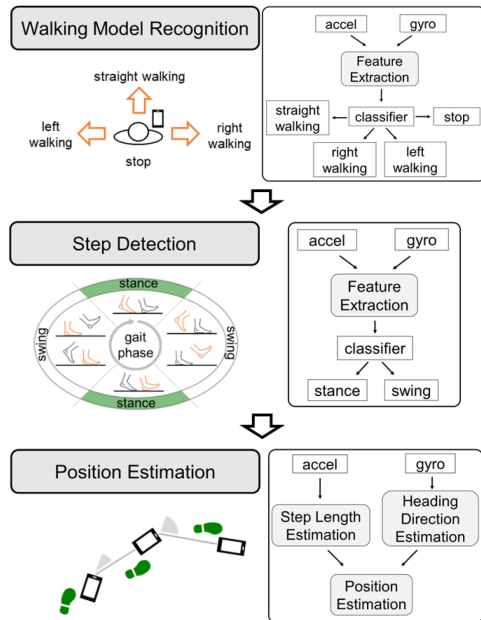 Walking Model Recognition
straight walking
left
walking
right
walking
stop
accel
gyro
Feature
Extraction
straight
walking
classifier
stop
right
walking
left
walking
Step Detection
stance
swing
gait
phase
swing
stance
accel
gyro
Feature
Extraction
classifier
stance
swing
Position Estimation
accel
gyro
Step Length
Estimation
Heading
Direction
Estimation
Position
Estimation